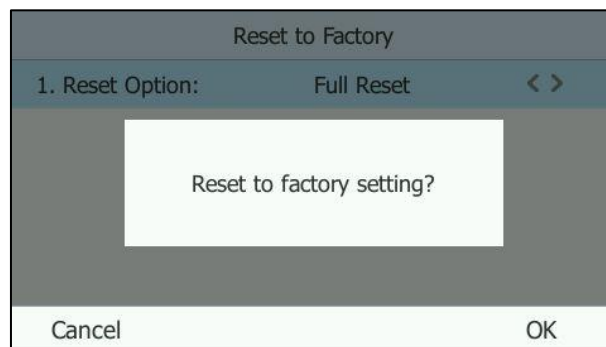 Reset to Factory
1. Reset Option: Full Reset < >
Reset to factory setting?
Cancel OK